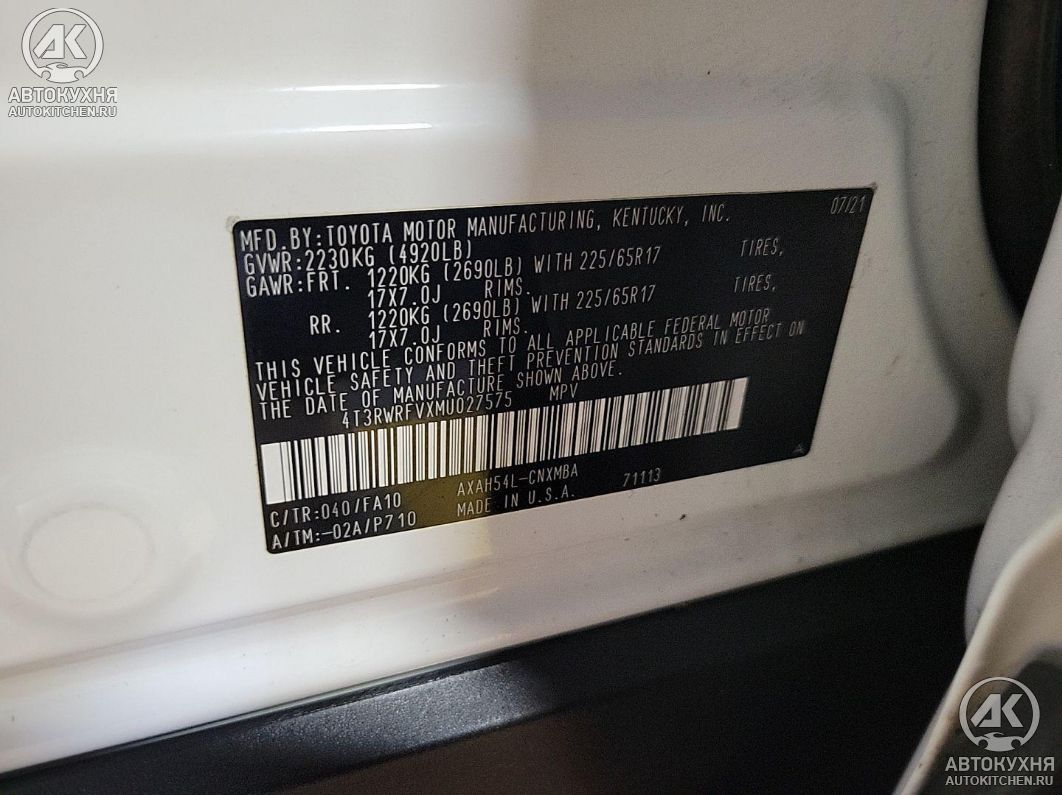 АК
АВТОКУХНЯ
AUTOKITCHEN.RU
07/21
MFD.BY:TOYOTA MOTOR MANUFACTURING, KENTUCKY, INC.
GVWR:2230KG (4920LB)
GAWR:FRT. 1220KG (2690LB) WITH 225/65R17 TIRES,
17X7.0J RIMS.
RR. 1220KG (2690LB) WITH 225/65R17 TIRES,
17X7.0J RIMS.
THIS VEHICLE CONFORMS TO ALL APPLICABLE FEDERAL MOTOR
VEHICLE SAFETY AND THEFT PREVENTION STANDARDS IN EFFECT ON
THE DATE OF MANUFACTURE SHOWN ABOVE.
4T3RWRFVXMU027575 MPV
C/TR:040/FA10 AXAH54L-CNXMBA 71113
A/TM:-02A/P710 MADE IN U.S.A.
A
АК
АВТОКУХНЯ
AUTOKITCHEN.RU